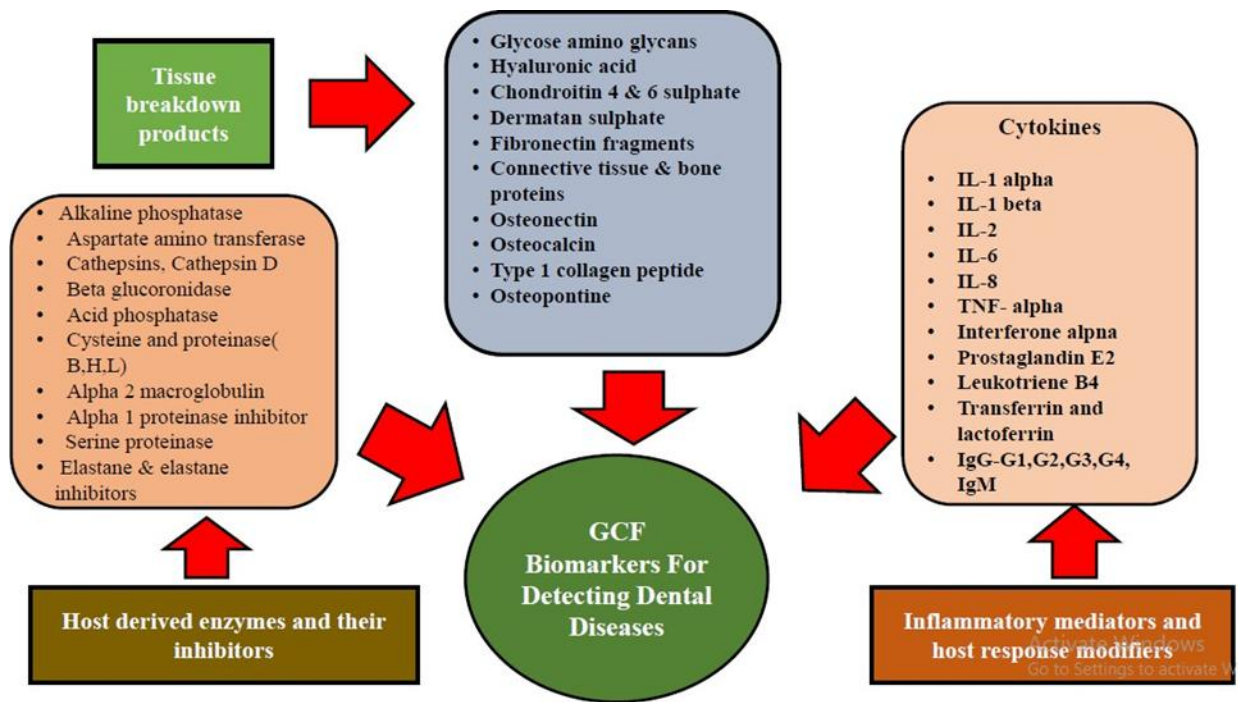 Tissue
breakdown
products
• Glycose amino glycans
• Hyaluronic acid
• Chondroitin 4 & 6 sulphate
• Dermatan sulphate
• Fibronectin fragments
• Connective tissue & bone
proteins
• Osteonectin
• Osteocalcin
• Type 1 collagen peptide
• Osteopontine
Cytokines
• IL-1 alpha
• IL-1 beta
• IL-2
• IL-6
• IL-8
• TNF- alpha
• Interferone alpna
• Prostaglandin E2
• Leukotriene B4
• Transferrin and
lactoferrin
• IgG-G1,G2,G3,G4,
IgM
• Alkaline phosphatase
• Aspartate amino transferase
• Cathepsins, Cathepsin D
• Beta glucoronidase
• Acid phosphatase
• Cysteine and proteinase(
B,H,L)
• Alpha 2 macroglobulin
• Alpha 1 proteinase inhibitor
• Serine proteinase
• Elastane & elastane
inhibitors
GCF
Biomarkers For
Detecting Dental
Diseases
Host derived enzymes and their
inhibitors
Inflammatory mediators and
host response modifiers
Activate Windows
Go to Settings to activate W